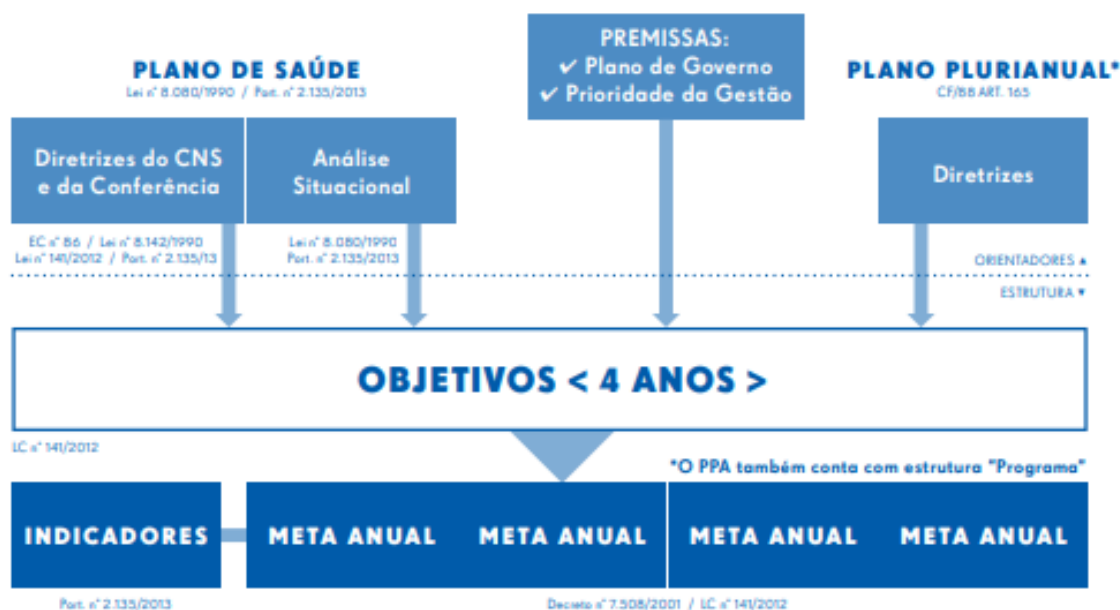 PLANO DE SAÚDE
Lei nº 8.080/1990 / Port. nº 2.135/2013
PREMISSAS:
✓ Plano de Governo
✓ Prioridade da Gestão
PLANO PLURIANUAL*
CF/88 ART. 165
Diretrizes do CNS
e da Conferência
Análise
Situacional
Diretrizes
EC nº 86 / Lei nº 8.142/1990
Lei nº 141/2012 / Port. nº 2.135/13
Lei nº 8.080/1990
Port. nº 2.135/2013
ORIENTADORES ▲
ESTRUTURA ▼
OBJETIVOS < 4 ANOS >
LC nº 141/2012
*O PPA também conta com estrutura "Programa"
INDICADORES
META ANUAL
META ANUAL
META ANUAL
META ANUAL
Port. nº 2.135/2013
Decreto nº 7.508/2001 / LC nº 141/2012